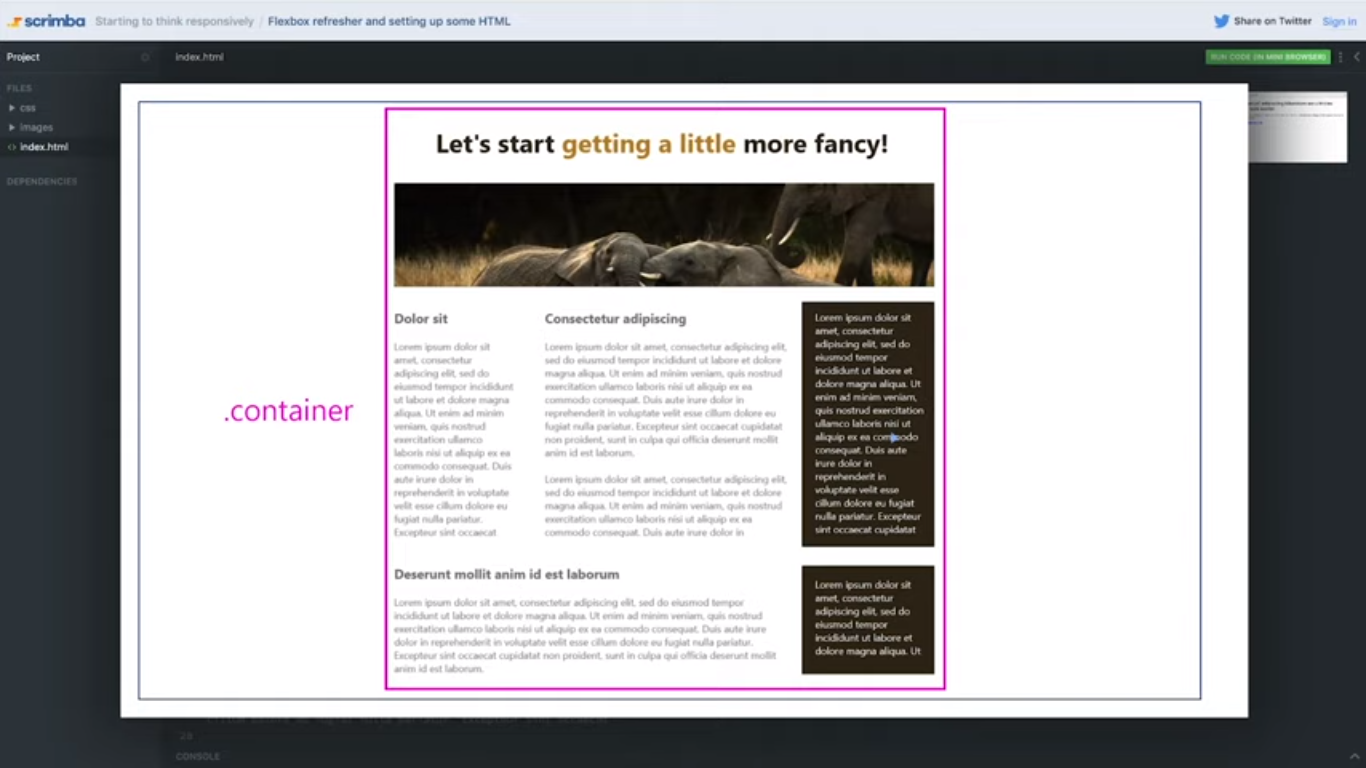 scrimba Starting to think responsively / Flexbox refresher and setting up some HTML Share on Twitter Sign in
Project index.html RUN CODE (IN MINI BROWSER)
FILES
css
images
index.html
DEPENDENCIES
Let's start getting a little more fancy!
.container
Dolor sit
Lorem ipsum dolor sit
amet, consectetur
adipiscing elit, sed do
eiusmod tempor incididunt
ut labore et dolore magna
aliqua. Ut enim ad minim
veniam, quis nostrud
exercitation ullamco
laboris nisi ut aliquip ex ea
commodo consequat. Duis
aute irure dolor in
reprehenderit in voluptate
velit esse cillum dolore eu
fugiat nulla pariatur.
Excepteur sint occaecat
Consectetur adipiscing
Lorem ipsum dolor sit amet, consectetur adipiscing elit,
sed do eiusmod tempor incididunt ut labore et dolore
magna aliqua. Ut enim ad minim veniam, quis nostrud
exercitation ullamco laboris nisi ut aliquip ex ea
commodo consequat. Duis aute irure dolor in
reprehenderit in voluptate velit esse cillum dolore eu
fugiat nulla pariatur. Excepteur sint occaecat cupidatat
non proident, sunt in culpa qui officia deserunt mollit
anim id est laborum.
Lorem ipsum dolor sit amet, consectetur adipiscing elit,
sed do eiusmod tempor incididunt ut labore et dolore
magna aliqua. Ut enim ad minim veniam, quis nostrud
exercitation ullamco laboris nisi ut aliquip ex ea
commodo consequat. Duis aute irure dolor in
Lorem ipsum dolor sit
amet, consectetur
adipiscing elit, sed do
eiusmod tempor
incididunt ut labore et
dolore magna aliqua. Ut
enim ad minim veniam,
quis nostrud exercitation
ullamco laboris nisi ut
aliquip ex ea commodo
consequat. Duis aute
irure dolor in
reprehenderit in
voluptate velit esse
cillum dolore eu fugiat
nulla pariatur. Excepteur
sint occaecat cupidatat
Deserunt mollit anim id est laborum
Lorem ipsum dolor sit amet, consectetur adipiscing elit, sed do eiusmod tempor
incididunt ut labore et dolore magna aliqua. Ut enim ad minim veniam, quis nostrud
exercitation ullamco laboris nisi ut aliquip ex ea commodo consequat. Duis aute irure
dolor in reprehenderit in voluptate velit esse cillum dolore eu fugiat nulla pariatur.
Excepteur sint occaecat cupidatat non proident, sunt in culpa qui officia deserunt mollit
anim id est laborum.
Lorem ipsum dolor sit
amet, consectetur
adipiscing elit, sed do
eiusmod tempor
incididunt ut labore et
dolore magna aliqua. Ut
28
CONSOLE